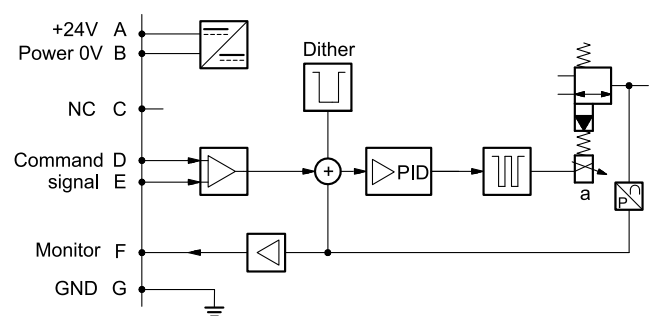 +24V A
Power 0V B
Dither
NC C
Command D
signal E
+
PID
a
P
Monitor F
GND G